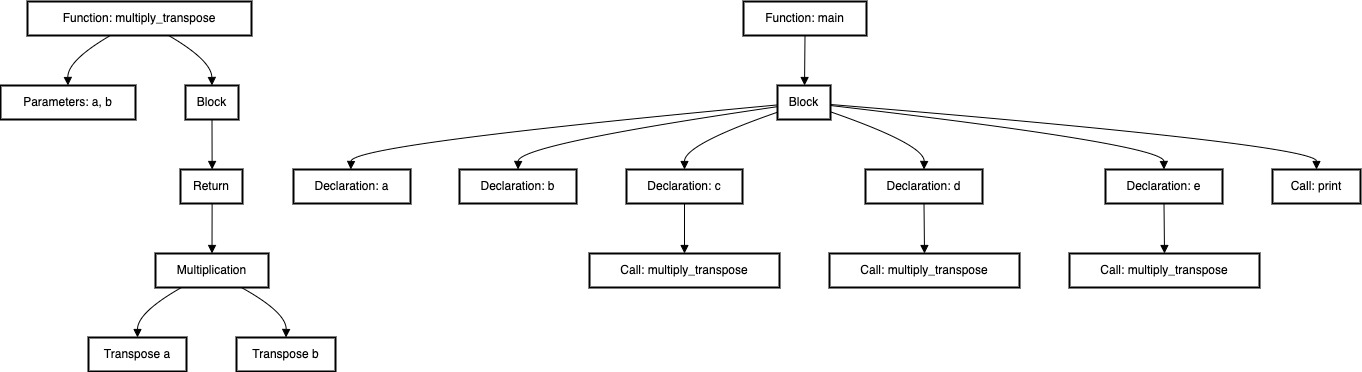 Function: multiply_transpose
Function: main
Parameters: a, b
Block
Block
Return
Declaration: a
Declaration: b
Declaration: c
Declaration: d
Declaration: e
Call: print
Multiplication
Call: multiply_transpose
Call: multiply_transpose
Call: multiply_transpose
Transpose a
Transpose b